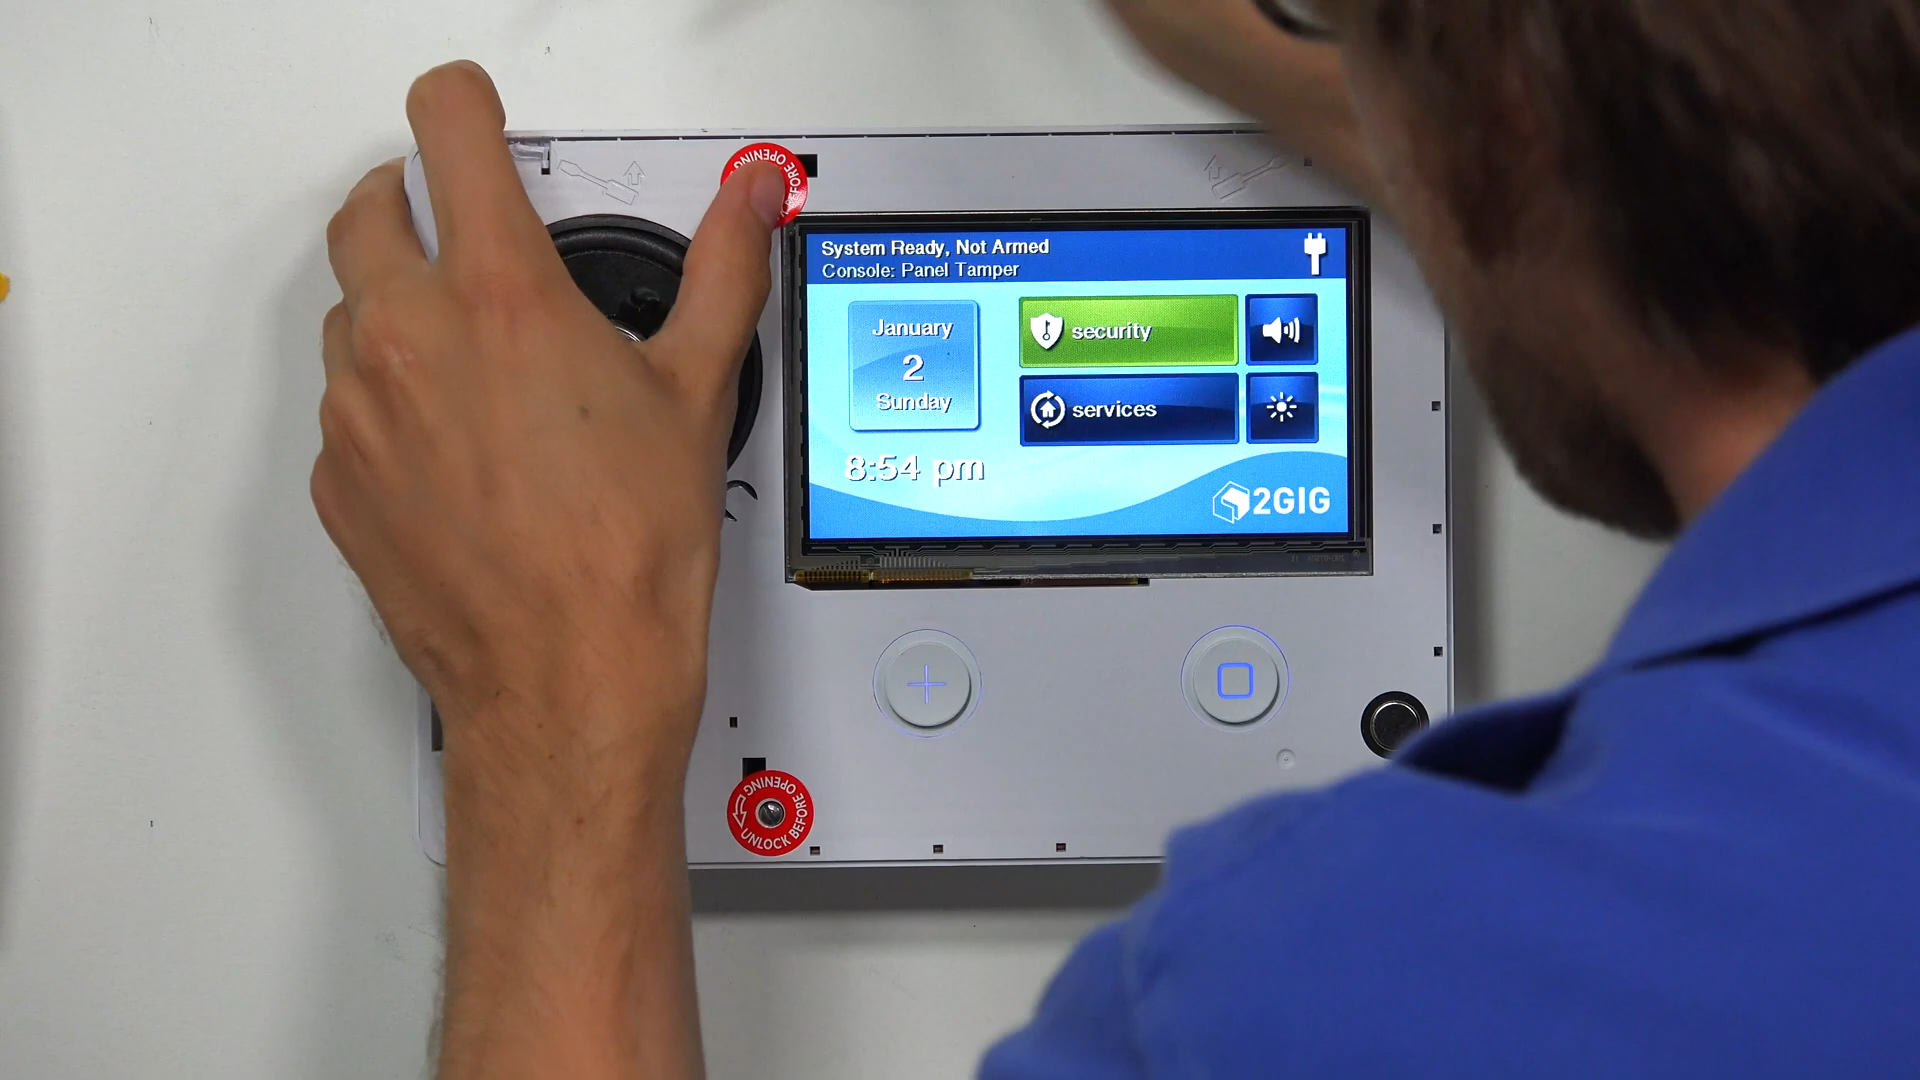 OPENING
BEFORE
System Ready, Not Armed
Console: Panel Tamper
January
2
Sunday
security
services
8:54 pm
2GIG
UNLOCK BEFORE OPENING